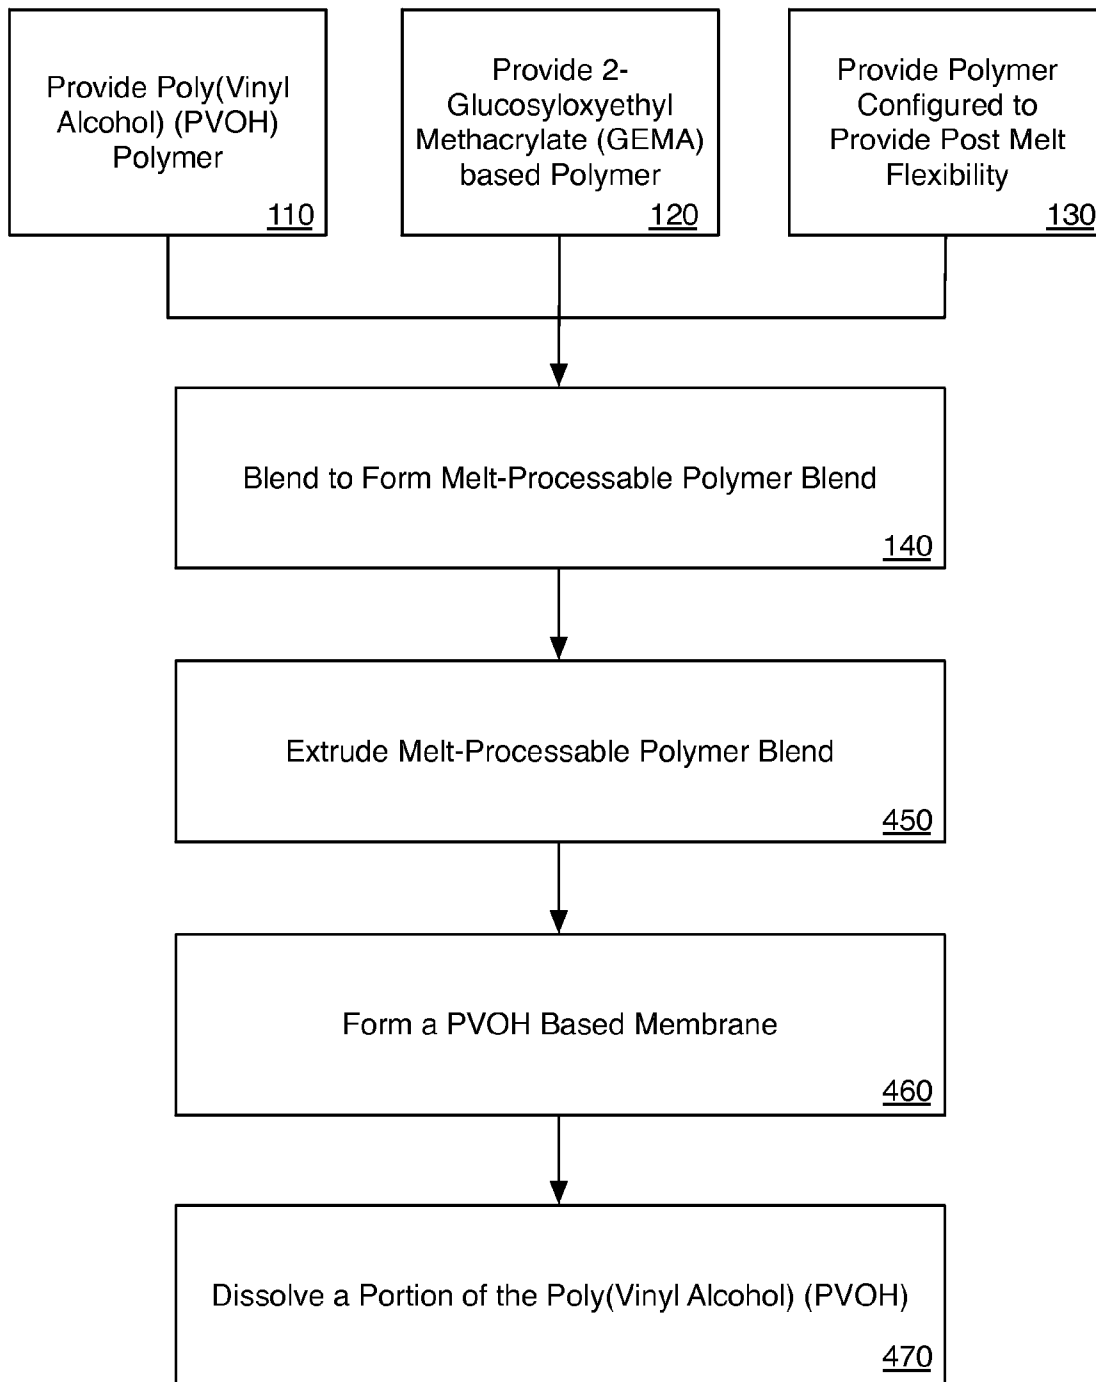 Provide Poly(Vinyl
Alcohol) (PVOH)
Polymer
110
Provide 2-
Glucosyloxyethyl
Methacrylate (GEMA)
based Polymer
120
Provide Polymer
Configured to
Provide Post Melt
Flexibility
130
Blend to Form Melt-Processable Polymer Blend
140
Extrude Melt-Processable Polymer Blend
450
Form a PVOH Based Membrane
460
Dissolve a Portion of the Poly(Vinyl Alcohol) (PVOH)
470